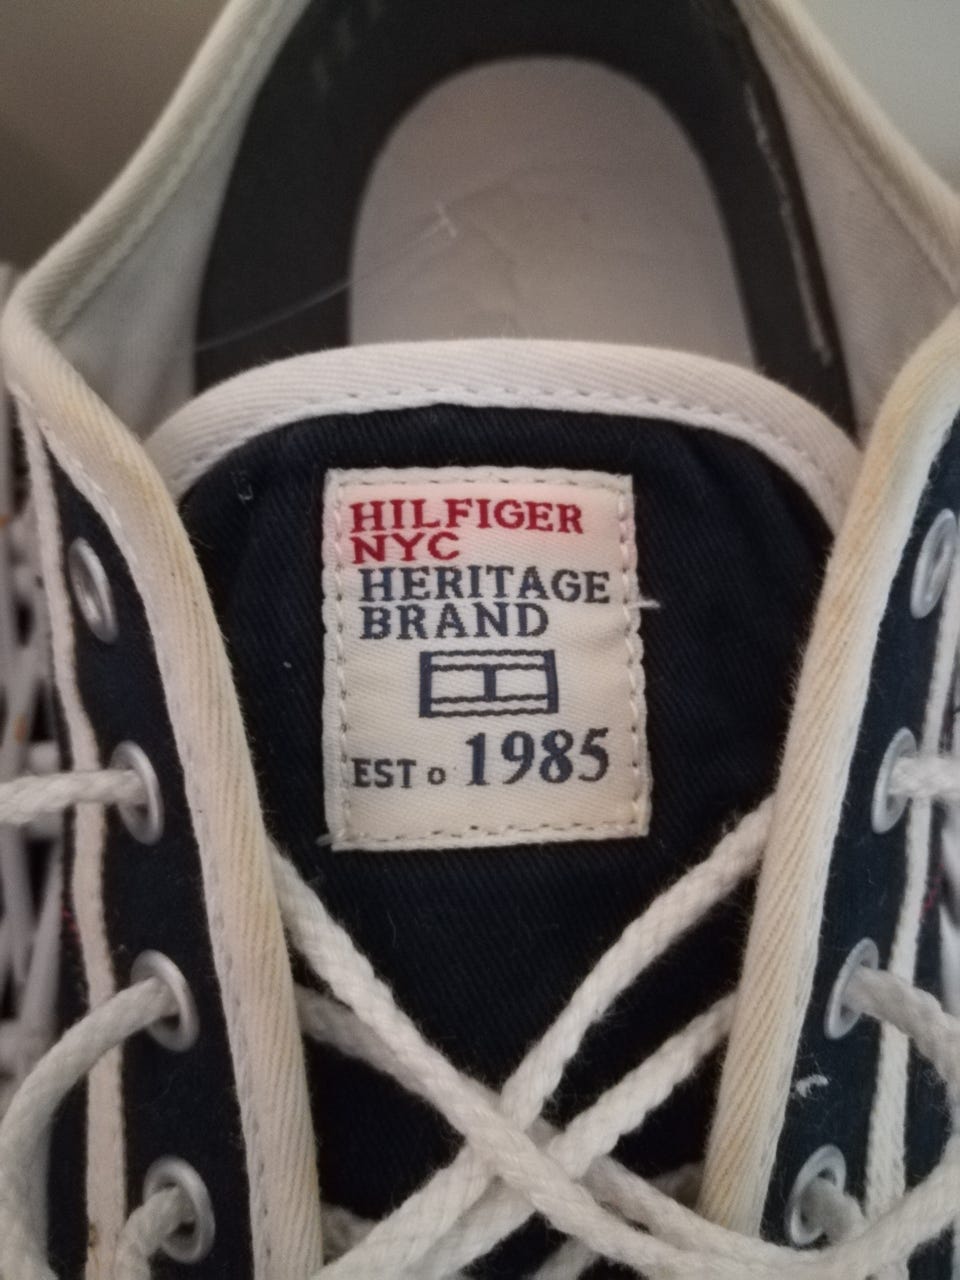 HILFIGER
NYC
HERITAGE
BRAND
EST o 1985